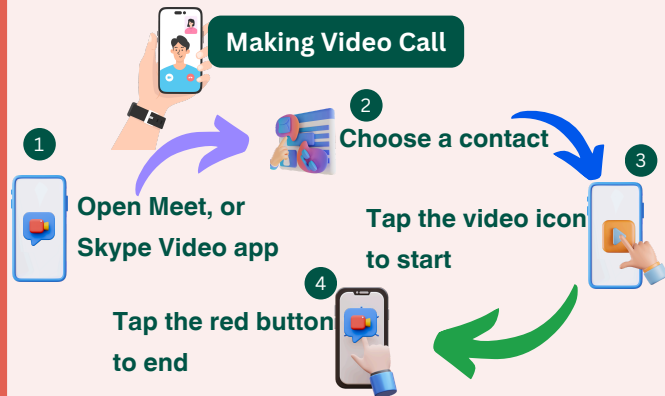 Making Video Call
1
Open Meet, or
Skype Video app
2
Choose a contact
3
Tap the video icon
to start
4
Tap the red button
to end